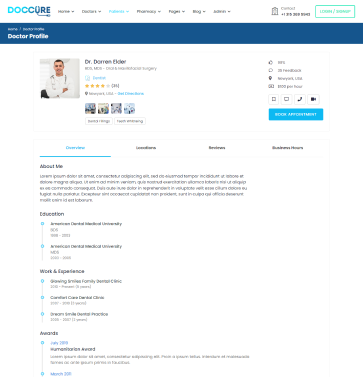 DOCCURE
Home
Doctors
Patients
Pharmacy
Pages
Blog
Admin
Contact
+1 315 369 5943
LOGIN / SIGNUP
Home / Doctor Profile
Doctor Profile
Dr. Darren Elder
BDS, MDS - Oral & Maxillofacial Surgery
Dentist
(35)
Newyork, USA - Get Directions
Dental Fillings
Teeth Whitening
99%
35 Feedback
Newyork, USA
$100 per hour
BOOK APPOINTMENT
Overview
Locations
Reviews
Business Hours
About Me
Lorem ipsum dolor sit amet, consectetur adipiscing elit, sed do eiusmod tempor incididunt ut labore et
dolore magna aliqua. Ut enim ad minim veniam, quis nostrud exercitation ullamco laboris nisi ut aliquip
ex ea commodo consequat. Duis aute irure dolor in reprehenderit in voluptate velit esse cillum dolore eu
fugiat nulla pariatur. Excepteur sint occaecat cupidatat non proident, sunt in culpa qui officia deserunt
mollit anim id est laborum.
Education
American Dental Medical University
BDS
1998 - 2003
American Dental Medical University
MDS
2003 - 2005
Work & Experience
Glowing Smiles Family Dental Clinic
2010 - Present (5 years)
Comfort Care Dental Clinic
2007 - 2010 (3 years)
Dream Smile Dental Practice
2005 - 2007 (2 years)
Awards
July 2019
Humanitarian Award
Lorem ipsum dolor sit amet, consectetur adipiscing elit. Proin a ipsum tellus. Interdum et malesuada
fames ac ante ipsum primis in faucibus.
March 2011